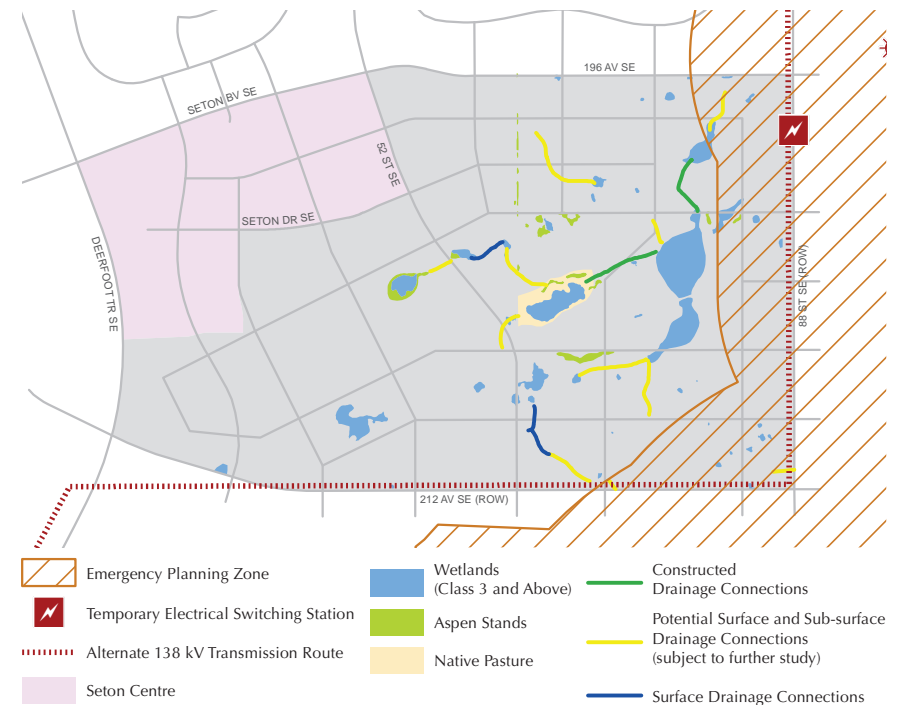 196 AV SE
SETON BV SE
52 ST SE
SETON DR SE
DEERFOOT TR SE
88 ST SE (ROW)
212 AV SE (ROW)
Emergency Planning Zone
Temporary Electrical Switching Station
Alternate 138 kV Transmission Route
Seton Centre
Wetlands
(Class 3 and Above)
Aspen Stands
Native Pasture
Constructed
Drainage Connections
Potential Surface and Sub-surface
Drainage Connections
(subject to further study)
Surface Drainage Connections